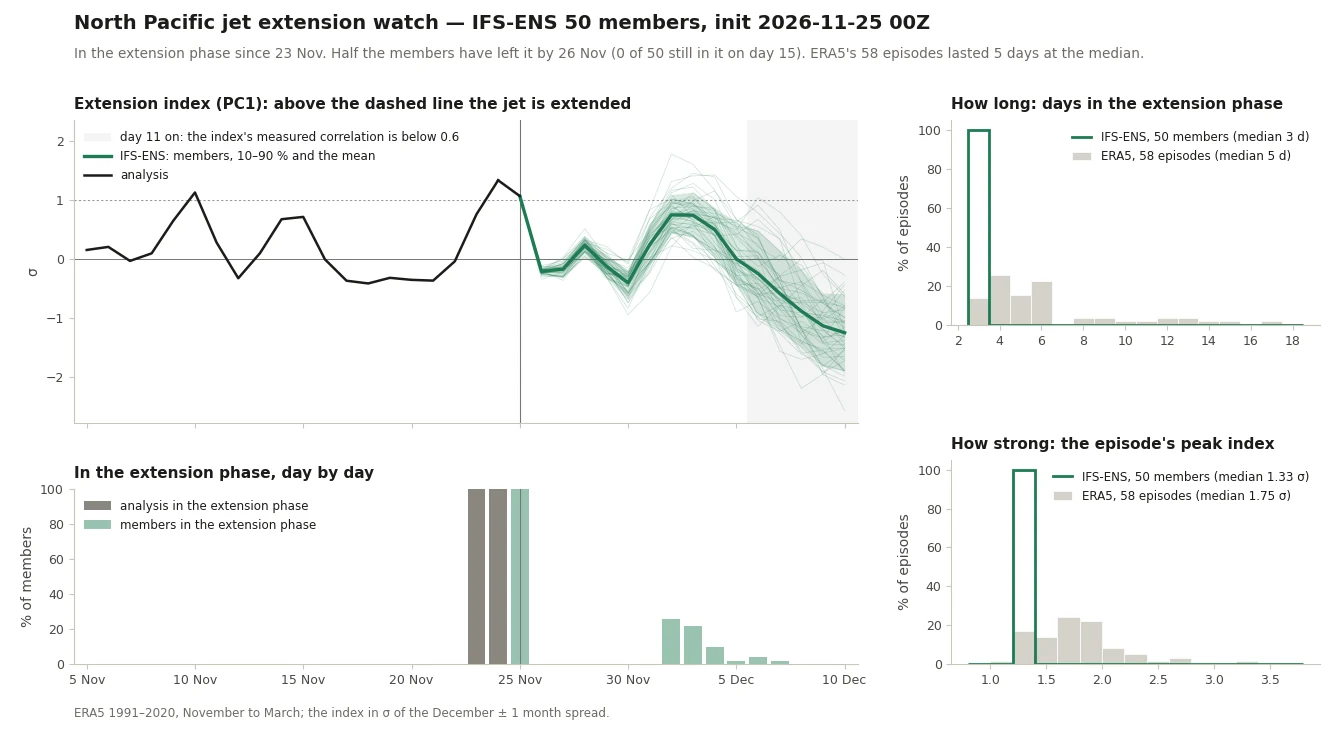 North Pacific jet extension watch — IFS-ENS 50 members, init 2026-11-25 00Z
In the extension phase since 23 Nov. Half the members have left it by 26 Nov (0 of 50 still in it on day 15). ERA5's 58 episodes lasted 5 days at the median.
Extension index (PC1): above the dashed line the jet is extended
day 11 on: the index's measured correlation is below 0.6
IFS-ENS: members, 10–90 % and the mean
analysis
σ
2
1
0
−1
−2
How long: days in the extension phase
IFS-ENS, 50 members (median 3 d)
ERA5, 58 episodes (median 5 d)
% of episodes
100
80
60
40
20
0
2 4 6 8 10 12 14 16 18
In the extension phase, day by day
analysis in the extension phase
members in the extension phase
% of members
100
80
60
40
20
0
5 Nov 10 Nov 15 Nov 20 Nov 25 Nov 30 Nov 5 Dec 10 Dec
How strong: the episode's peak index
IFS-ENS, 50 members (median 1.33 σ)
ERA5, 58 episodes (median 1.75 σ)
% of episodes
100
80
60
40
20
0
1.0 1.5 2.0 2.5 3.0 3.5
ERA5 1991–2020, November to March; the index in σ of the December ± 1 month spread.